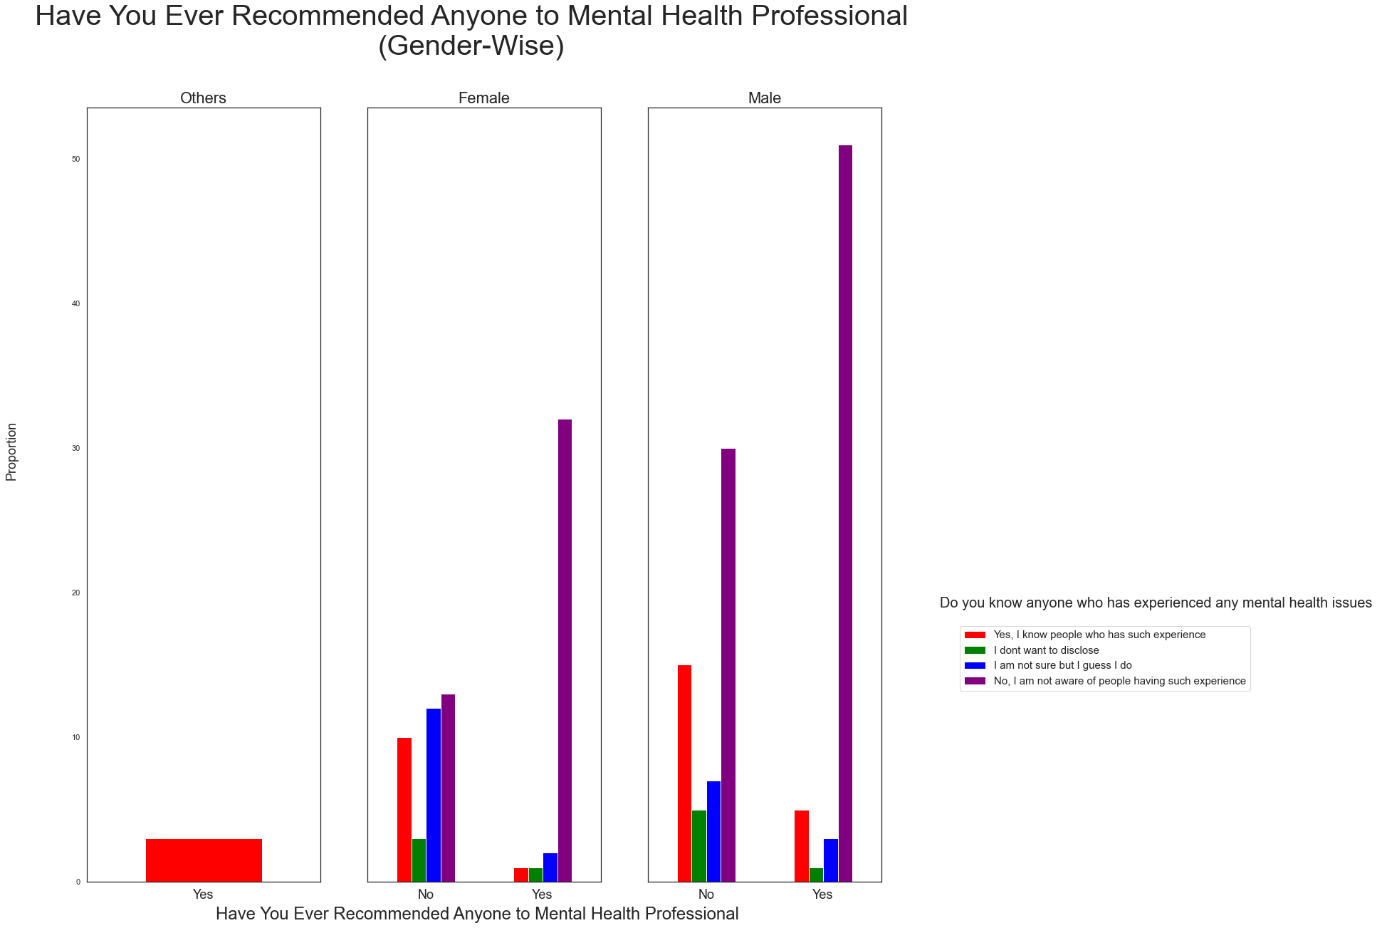 Have You Ever Recommended Anyone to Mental Health Professional
(Gender-Wise)
Others
Female
Male
50
40
30
20
10
0
Proportion
Yes
No
Yes
No
Yes
Have You Ever Recommended Anyone to Mental Health Professional
Do you know anyone who has experienced any mental health issues
Yes, I know people who has such experience
I dont want to disclose
I am not sure but I guess I do
No, I am not aware of people having such experience